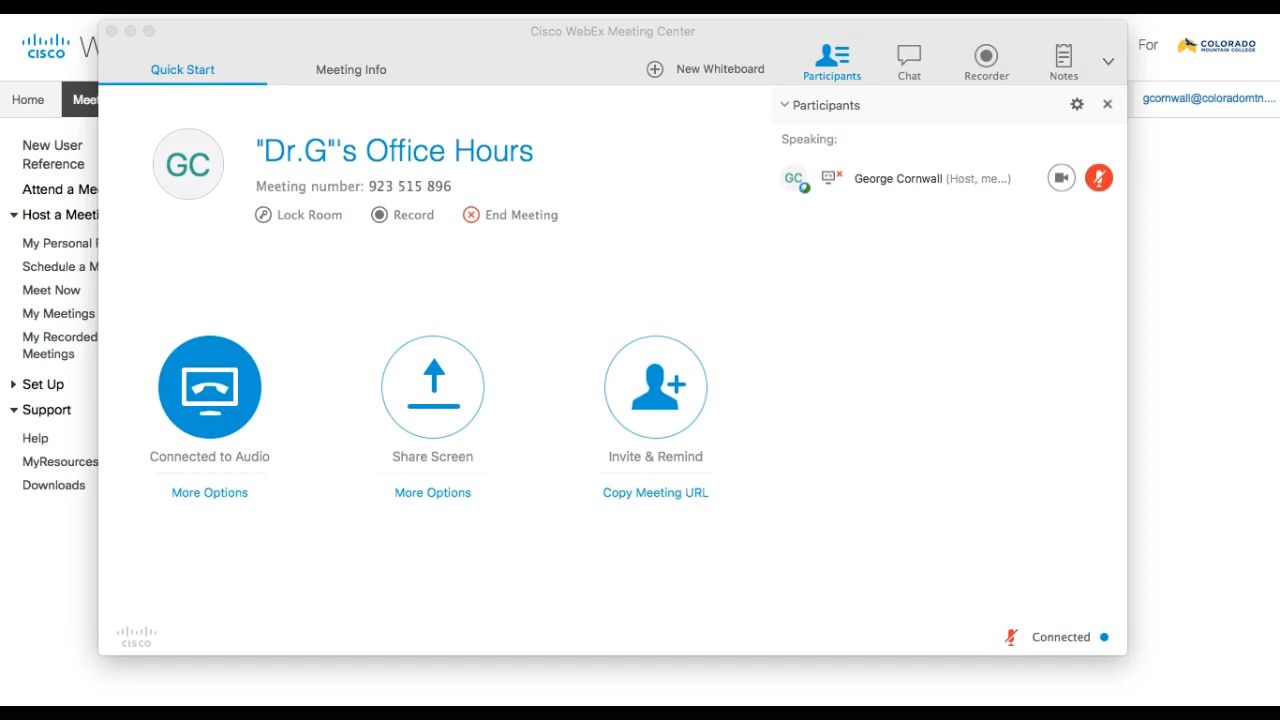 Cisco WebEx Meeting Center
CISCO W
For
COLORADO
MOUNTAIN COLLEGE
Quick Start
Meeting Info
New Whiteboard
Participants
Chat
Recorder
Notes
Home
Mee
gcornwall@coloradomtn....
Participants
Speaking:
GC
George Cornwall (Host, me...)
New User
Reference
Attend a Me
Host a Meeti
My Personal R
Schedule a M
Meet Now
My Meetings
My Recorded
Meetings
Set Up
Support
Help
MyResources
Downloads
GC
"Dr.G"'s Office Hours
Meeting number: 923 515 896
Lock Room
Record
End Meeting
Connected to Audio
Share Screen
Invite & Remind
More Options
More Options
Copy Meeting URL
CISCO
Connected